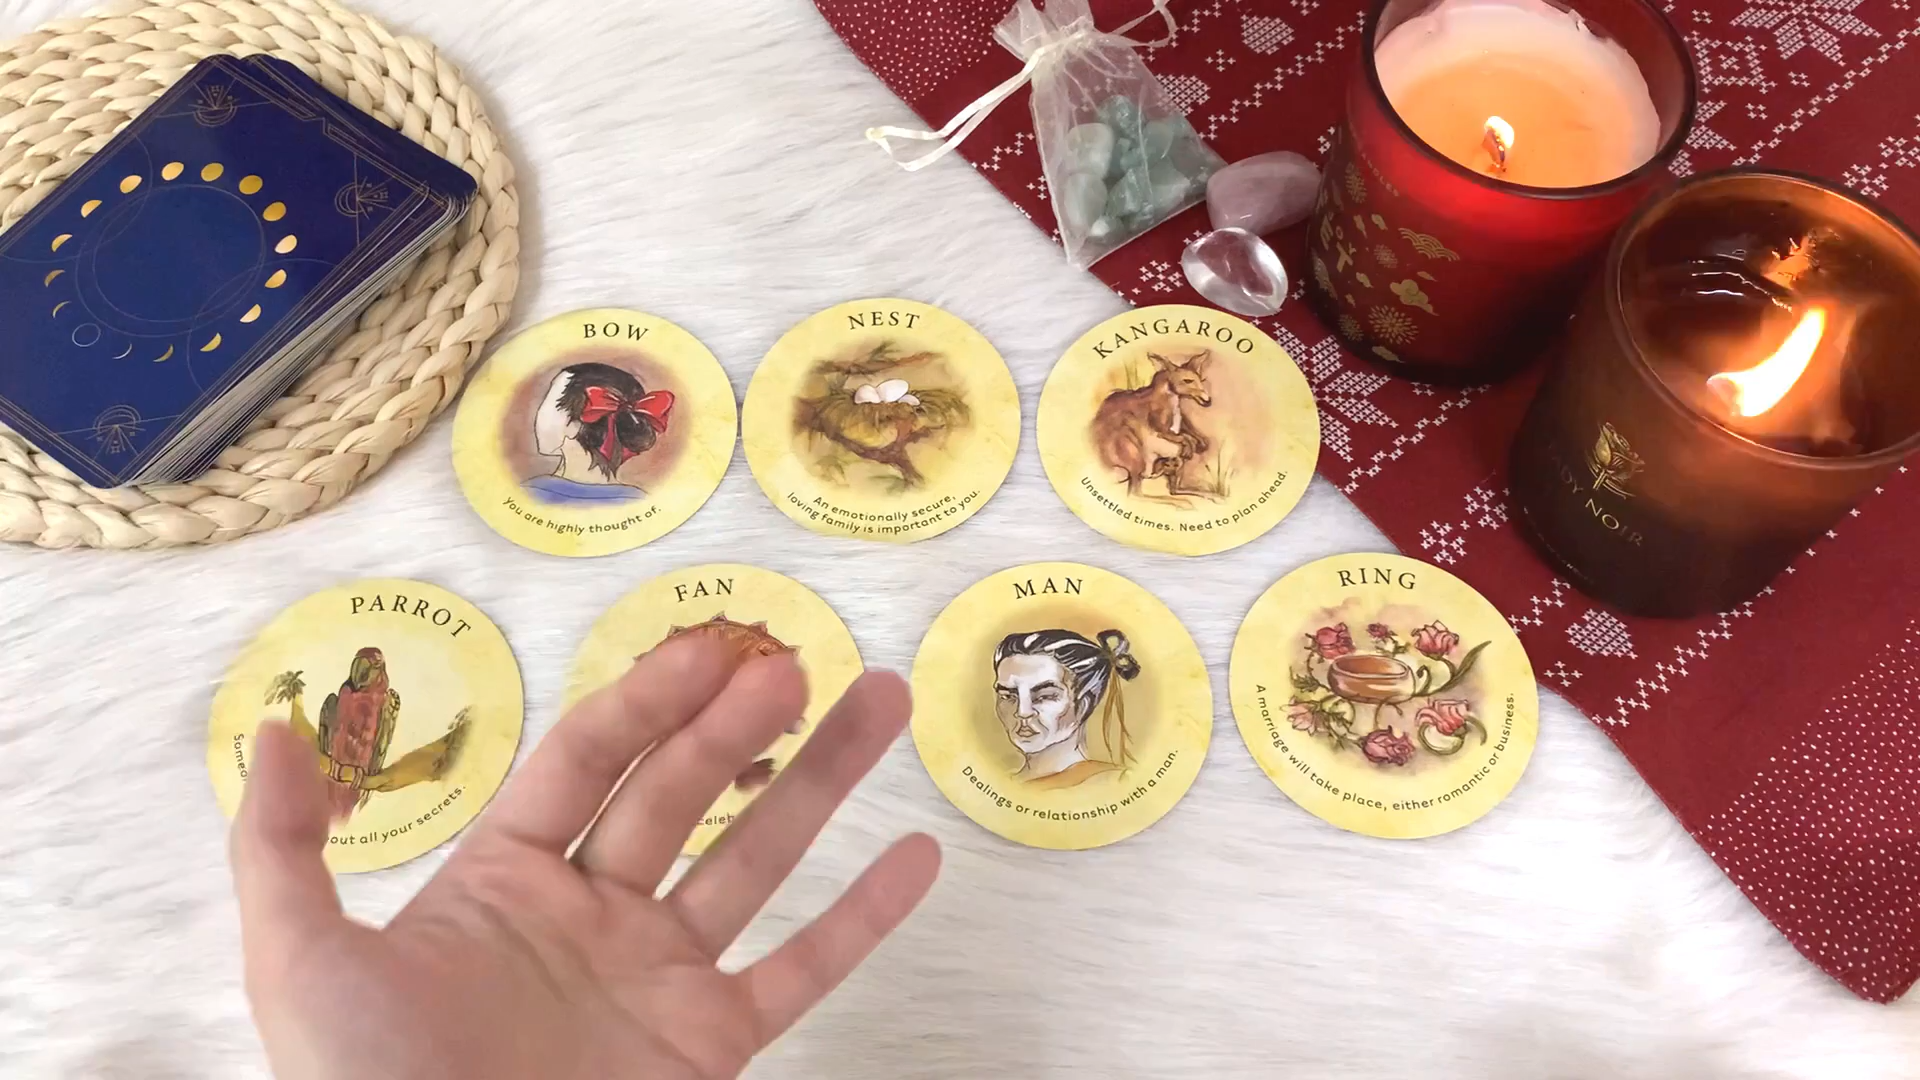 BOW
You are highly thought of.
NEST
An emotionally secure,
loving family is important to you.
KANGAROO
Unsettled times. Need to plan ahead.
PARROT
all your secrets.
FAN
MAN
Dealings or relationship with a man.
RING
A marriage will take place, either romantic or business.
NOIR